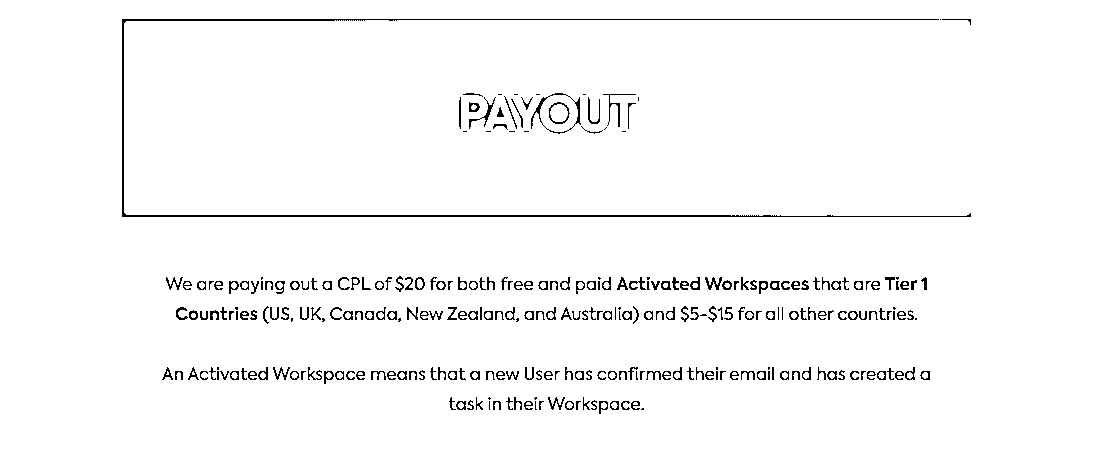 PAYOUT
We are paying out a CPL of $20 for both free and paid Activated Workspaces that are Tier 1
Countries (US, UK, Canada, New Zealand, and Australia) and $5-$15 for all other countries.
An Activated Workspace means that a new User has confirmed their email and has created a
task in their Workspace.